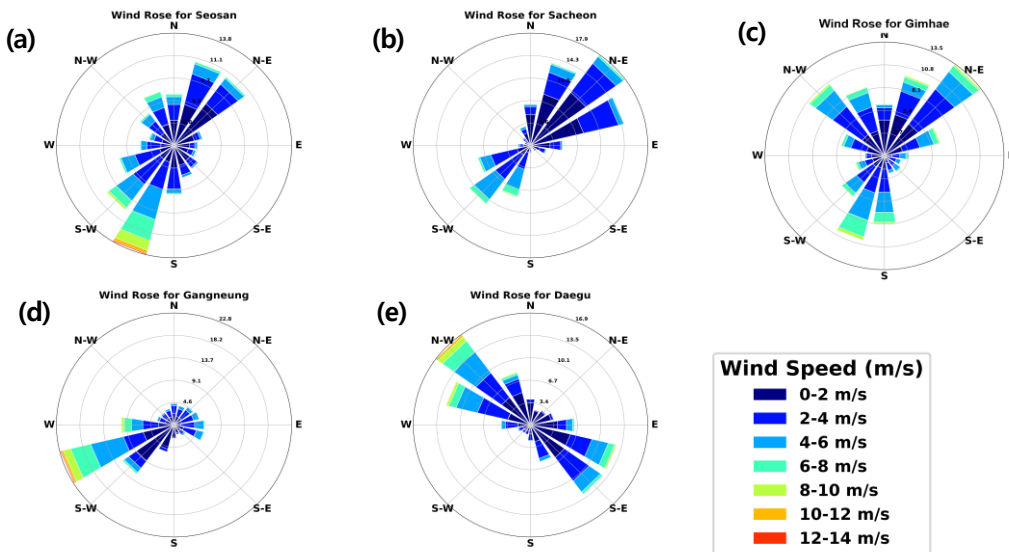 (a)
Wind Rose for Seosan
N
13.8
11.1
N-W
N-E
W
E
S-W
S-E
S
(b)
Wind Rose for Sacheon
N
17.9
14.3
N-W
N-E
W
E
S-W
S-E
S
(c)
Wind Rose for Gimhae
N
13.5
10.8
8.1
N-W
N-E
W
S-W
S-E
S
(d)
Wind Rose for Gangneung
N
22.8
18.2
13.7
9.1
4.6
N-W
N-E
W
E
S-W
S-E
S
(e)
Wind Rose for Daegu
N
16.9
13.5
10.1
6.7
3.4
N-W
N-E
W
E
S-W
S-E
S
Wind Speed (m/s)
0-2 m/s
2-4 m/s
4-6 m/s
6-8 m/s
8-10 m/s
10-12 m/s
12-14 m/s